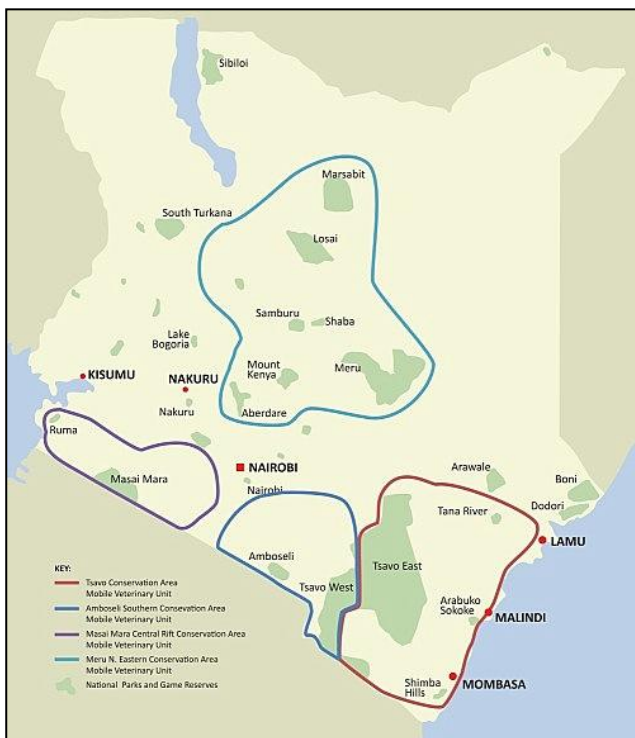 Sibiloi
Marsabit
South Turkana
Losai
Samburu
Shaba
Lake
Bogoria
Mount
Kenya
Meru
KISUMU
NAKURU
Nakuru
Aberdare
Ruma
Masai Mara
NAIROBI
Nairobi
Arawale
Boni
Dodori
Tana River
LAMU
Amboseli
Tsavo East
Tsavo West
Arabuko
Sokoke
MALINDI
Shimba
Hills
MOMBASA
KEY:
Tsavo Conservation Area
Mobile Veterinary Unit
Amboseli Southern Consevation Area
Mobile Veterinary Unit
Masai Mara Central Rift Conservation Area
Mobile Veterinary Unit
Meru N. Eastern Conservation Area
Mobile Veterinary Unit
National Parks and Game Reserves